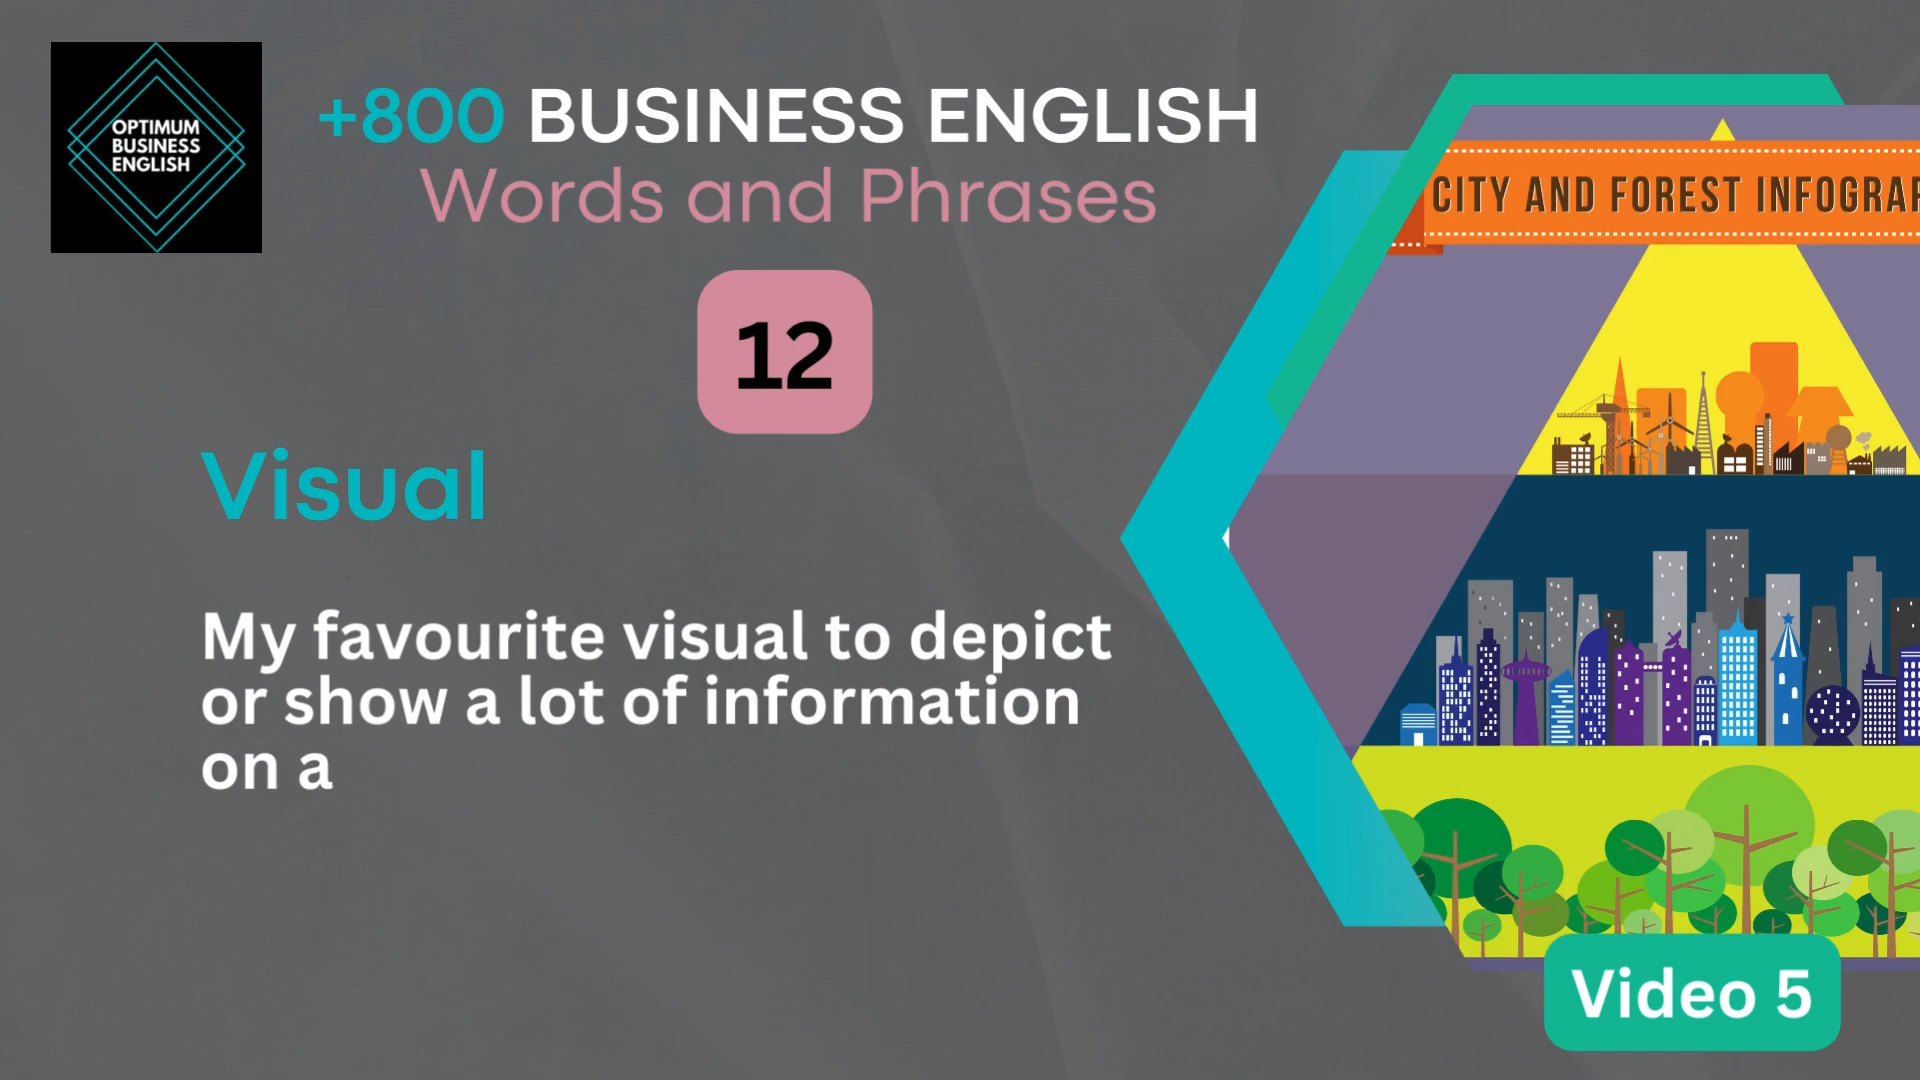 OPTIMUM
BUSINESS
ENGLISH
+800 BUSINESS ENGLISH
Words and Phrases
CITY AND FOREST
12
Visual
My favourite visual to depict
or show a lot of information
on a
Video 5